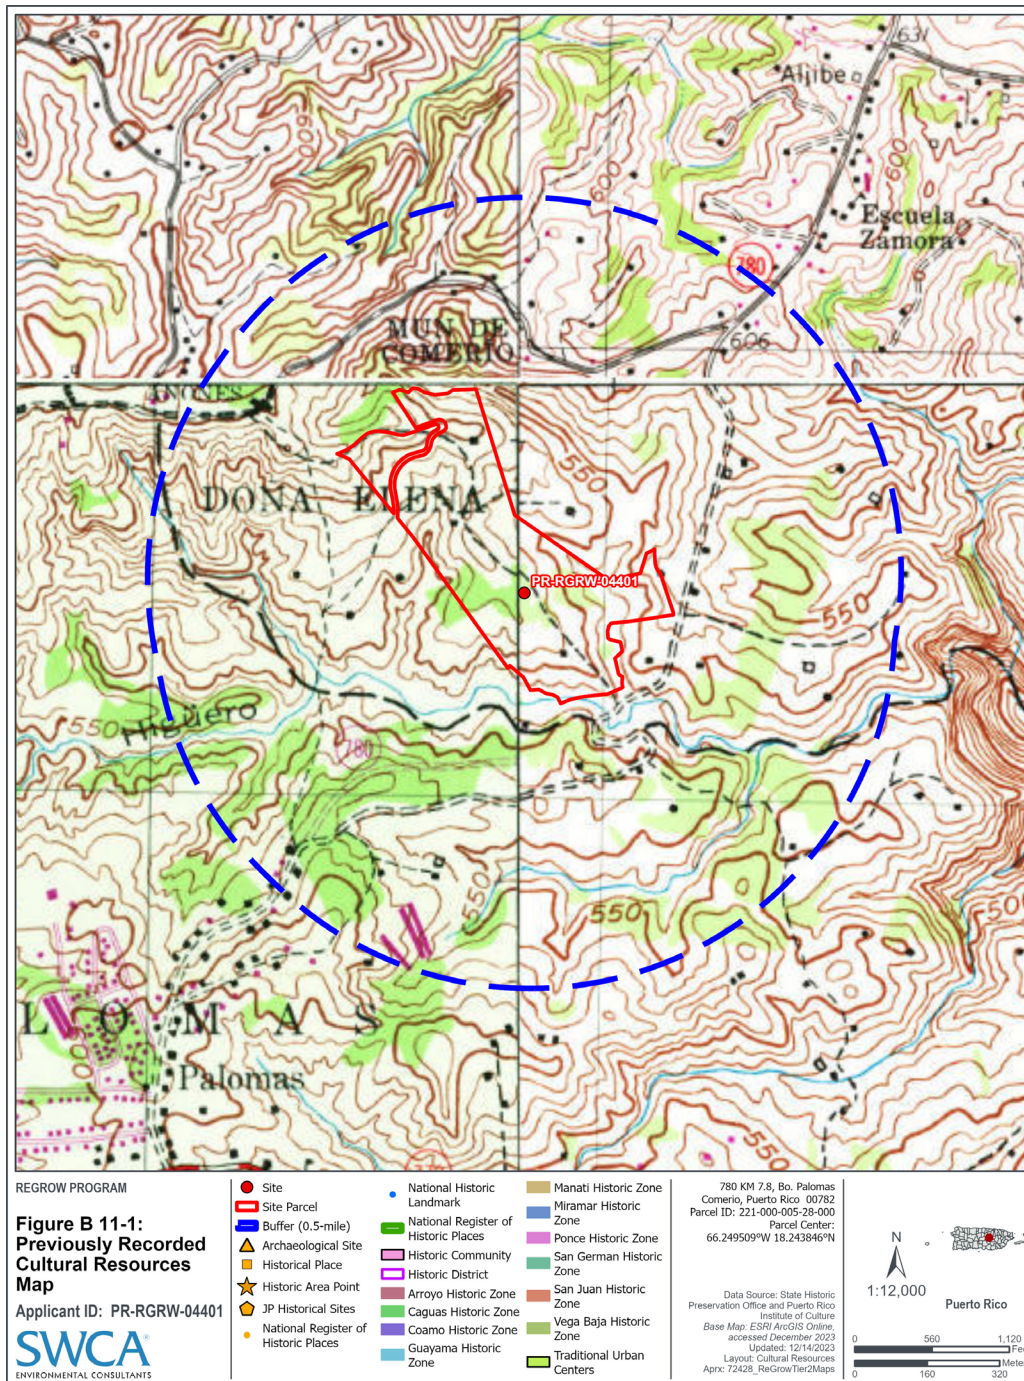 631
Aljibe
600
600
600
Escuela
Zamora
780
MUN DE
COMERIO
606
ANONES
DOÑA ELENA
550
PR-RGRW-04401
550
550
Higüero
780
550
550
500
L O M A S
Palomas
550
REGROW PROGRAM
Figure B 11-1:
Previously Recorded
Cultural Resources
Map
Applicant ID: PR-RGRW-04401
SWCA
ENVIRONMENTAL CONSULTANTS
Site
Site Parcel
Buffer (0.5-mile)
Archaeological Site
Historical Place
Historic Area Point
JP Historical Sites
National Register of
Historic Places
National Historic
Landmark
National Register of
Historic Places
Historic Community
Historic District
Arroyo Historic Zone
Caguas Historic Zone
Coamo Historic Zone
Guayama Historic
Zone
Manati Historic Zone
Miramar Historic
Zone
Ponce Historic Zone
San German Historic
Zone
San Juan Historic
Zone
Vega Baja Historic
Zone
Traditional Urban
Centers
780 KM 7.8, Bo. Palomas
Comerio, Puerto Rico 00782
Parcel ID: 221-000-005-28-000
Parcel Center:
66.249509°W 18.243846°N
Data Source: State Historic
Preservation Office and Puerto Rico
Institute of Culture
Base Map: ESRI ArcGIS Online,
accessed December 2023
Updated: 12/14/2023
Layout: Cultural Resources
Aprx: 72428_ReGrowTier2Maps
N
1:12,000
Puerto Rico
0 560 1,120
Fee
Mete
0 160 320